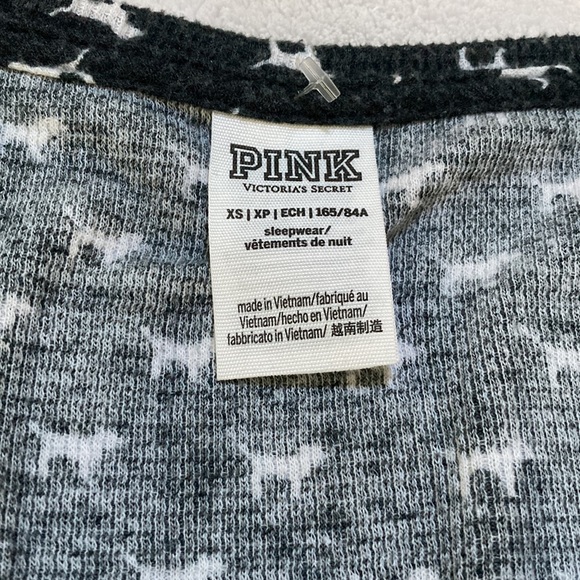 PINK
VICTORIA'S SECRET
XS | XP | ECH | 165/84A
sleepwear/
vêtements de nuit
made in Vietnam/fabriqué au
Vietnam/hecho en Vietnam/
fabbricato in Vietnam/ 越南制造